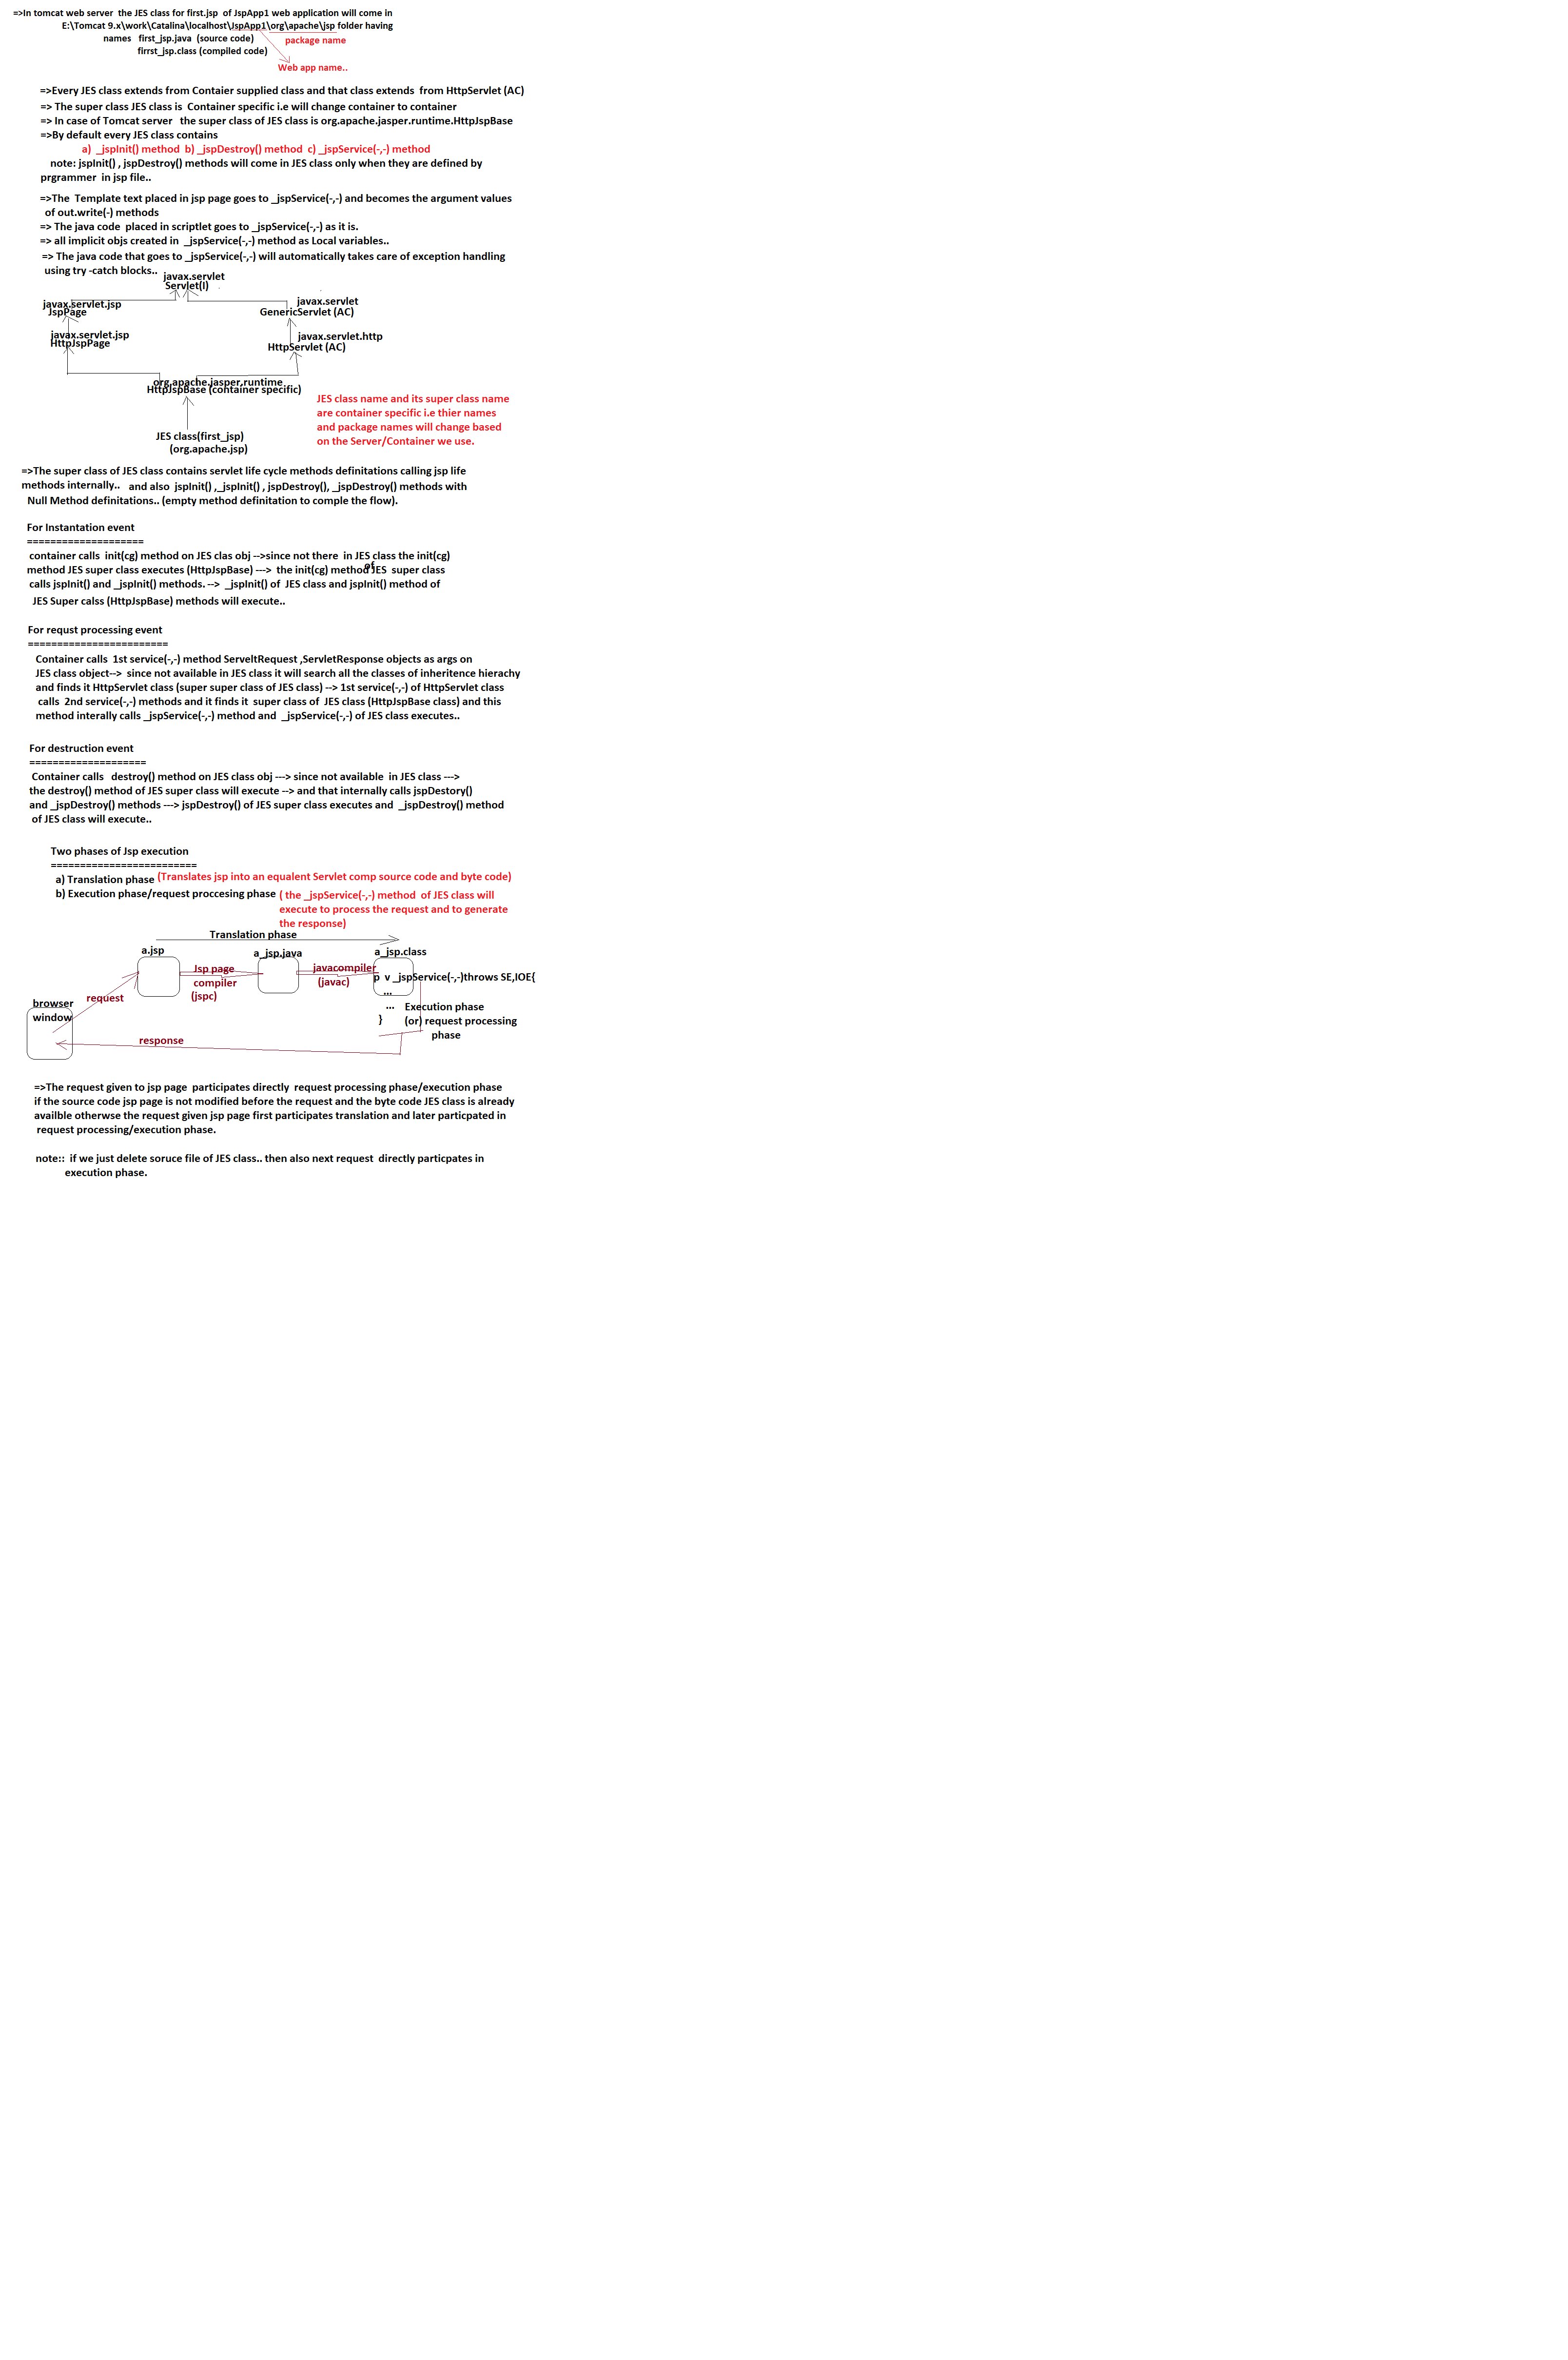 =>In tomcat web server the JES class for first.jsp of JspApp1 web application will come in
E:\Tomcat 9.x\work\Catalina\localhost\JspApp1\org\apache\jsp folder having
names first_jsp.java (source code)
package name
firrst_jsp.class (compiled code)
Web app name..
=>Every JES class extends from Contaier supplied class and that class extends from HttpServlet (AC)
=> The super class JES class is Container specific i.e will change container to container
=> In case of Tomcat server the super class of JES class is org.apache.jasper.runtime.HttpJspBase
=>By default every JES class contains
a) _jspInit() method b) _jspDestroy() method c) _jspService(-,-) method
note: jspInit() , jspDestroy() methods will come in JES class only when they are defined by
prgrammer in jsp file..
=>The Template text placed in jsp page goes to _jspService(-,-) and becomes the argument values
of out.write(-) methods
=> The java code placed in scriptlet goes to _jspService(-,-) as it is.
=> all implicit objs created in _jspService(-,-) method as Local variables..
=> The java code that goes to _jspService(-,-) will automatically takes care of exception handling
using try -catch blocks..
javax.servlet
Servlet(I)
javax.servlet.jsp
JspPage
javax.servlet
GenericServlet (AC)
javax.servlet.jsp
HttpJspPage
javax.servlet.http
HttpServlet (AC)
org.apache.jasper.runtime
HttpJspBase (container specific)
JES class(first_jsp)
(org.apache.jsp)
JES class name and its super class name
are container specific i.e thier names
and package names will change based
on the Server/Container we use.
=>The super class of JES class contains servlet life cycle methods definitations calling jsp life
methods internally.. and also jspInit() ,_jspInit() , jspDestroy(), _jspDestroy() methods with
Null Method definitations.. (empty method definitation to comple the flow).
For Instantation event
====================
container calls init(cg) method on JES clas obj -->since not there in JES class the init(cg)
of
method JES super class executes (HttpJspBase) ---> the init(cg) method JES super class
calls jspInit() and _jspInit() methods. --> _jspInit() of JES class and jspInit() method of
JES Super calss (HttpJspBase) methods will execute..
For requst processing event
========================
Container calls 1st service(-,-) method ServeltRequest ,ServletResponse objects as args on
JES class object--> since not available in JES class it will search all the classes of inheritence hierachy
and finds it HttpServlet class (super super class of JES class) --> 1st service(-,-) of HttpServlet class
calls 2nd service(-,-) methods and it finds it super class of JES class (HttpJspBase class) and this
method interally calls _jspService(-,-) method and _jspService(-,-) of JES class executes..
For destruction event
====================
Container calls destroy() method on JES class obj ---> since not available in JES class --->
the destroy() method of JES super class will execute --> and that internally calls jspDestory()
and _jspDestroy() methods ---> jspDestroy() of JES super class executes and _jspDestroy() method
of JES class will execute..
Two phases of Jsp execution
=========================
a) Translation phase (Translates jsp into an equalent Servlet comp source code and byte code)
b) Execution phase/request proccesing phase ( the _jspService(-,-) method of JES class will
execute to process the request and to generate
the response)
Translation phase
a.jsp
a_jsp.java
a_jsp.class
Jsp page
compiler
(jspc)
javacompiler
(javac)
p v _jspService(-,-)throws SE,IOE{
...
...
}
Execution phase
(or) request processing
phase
request
browser
window
response
=>The request given to jsp page participates directly request processing phase/execution phase
if the source code jsp page is not modified before the request and the byte code JES class is already
availble otherwse the request given jsp page first participates translation and later particpated in
request processing/execution phase.
note:: if we just delete soruce file of JES class.. then also next request directly particpates in
execution phase.